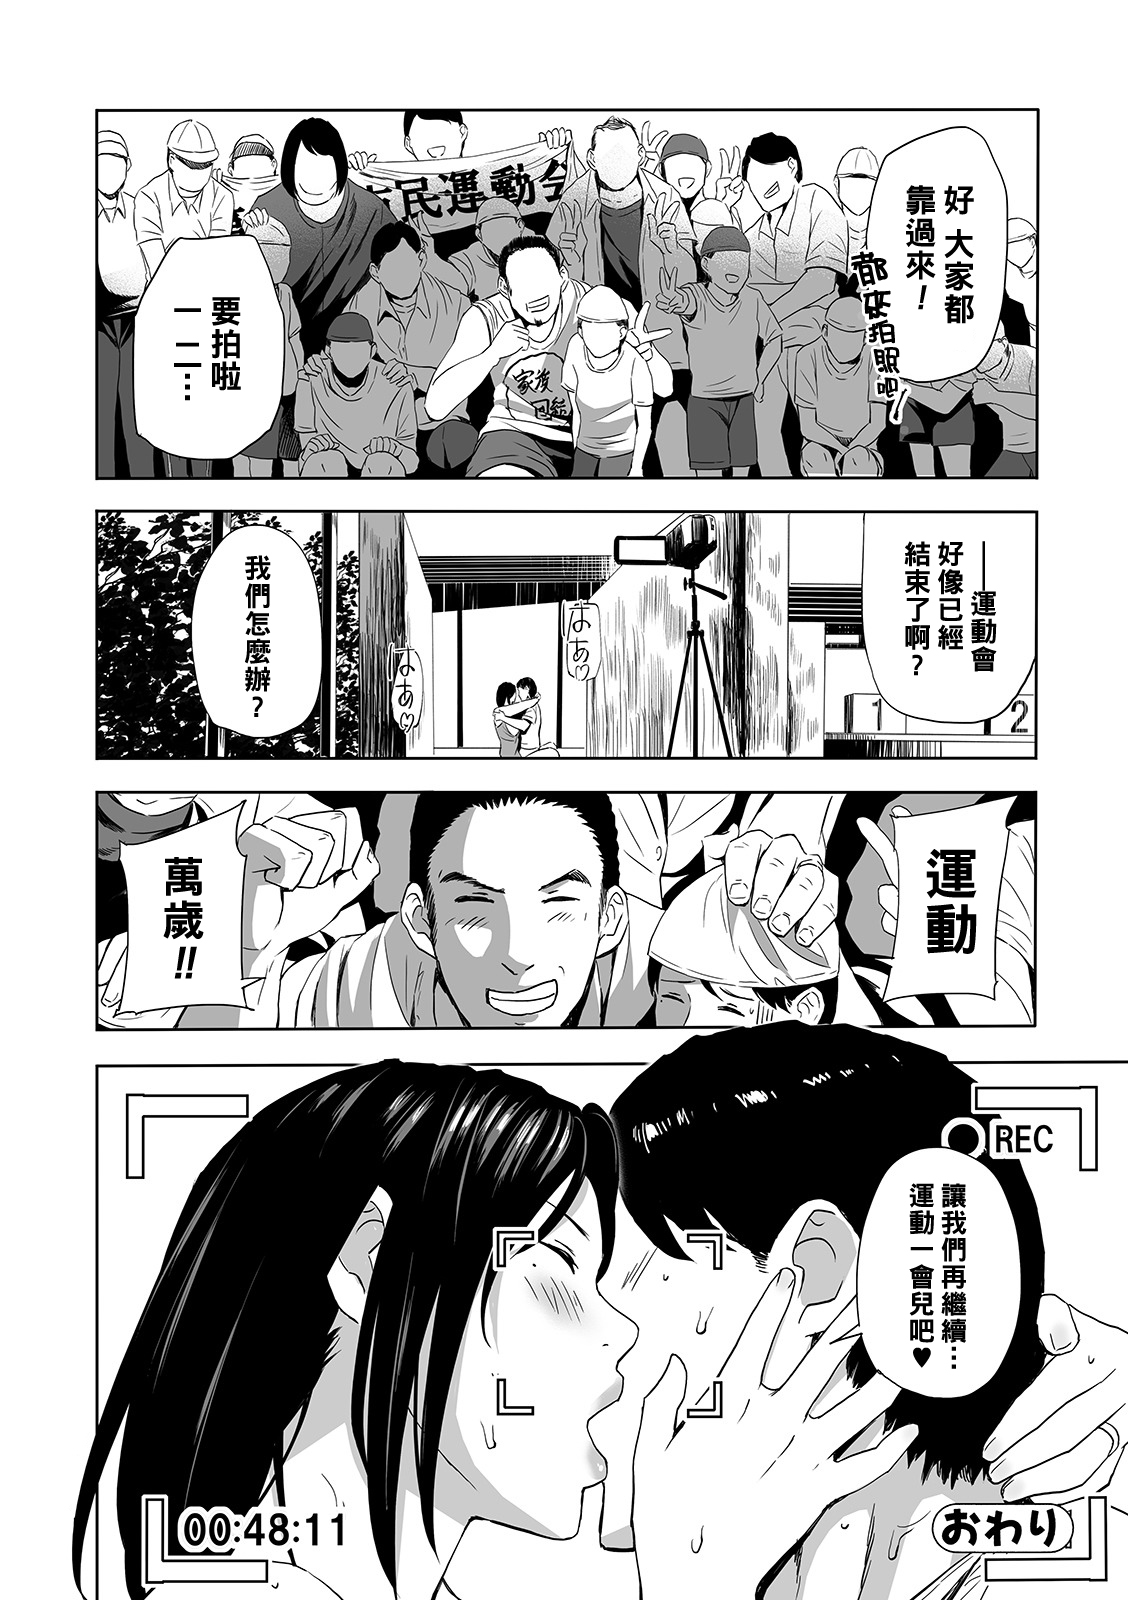 好 大家都
靠過來！
都來拍照吧！
市民運動会
家族
団結
要拍啦
一 二…
──運動會
好像已經
結束了啊？
1
2
はあ♡
はあ♡
我們怎麼辦？
運動
萬歲！！
REC
讓我們再繼續…
運動一會兒吧♥
00:48:11
おわり